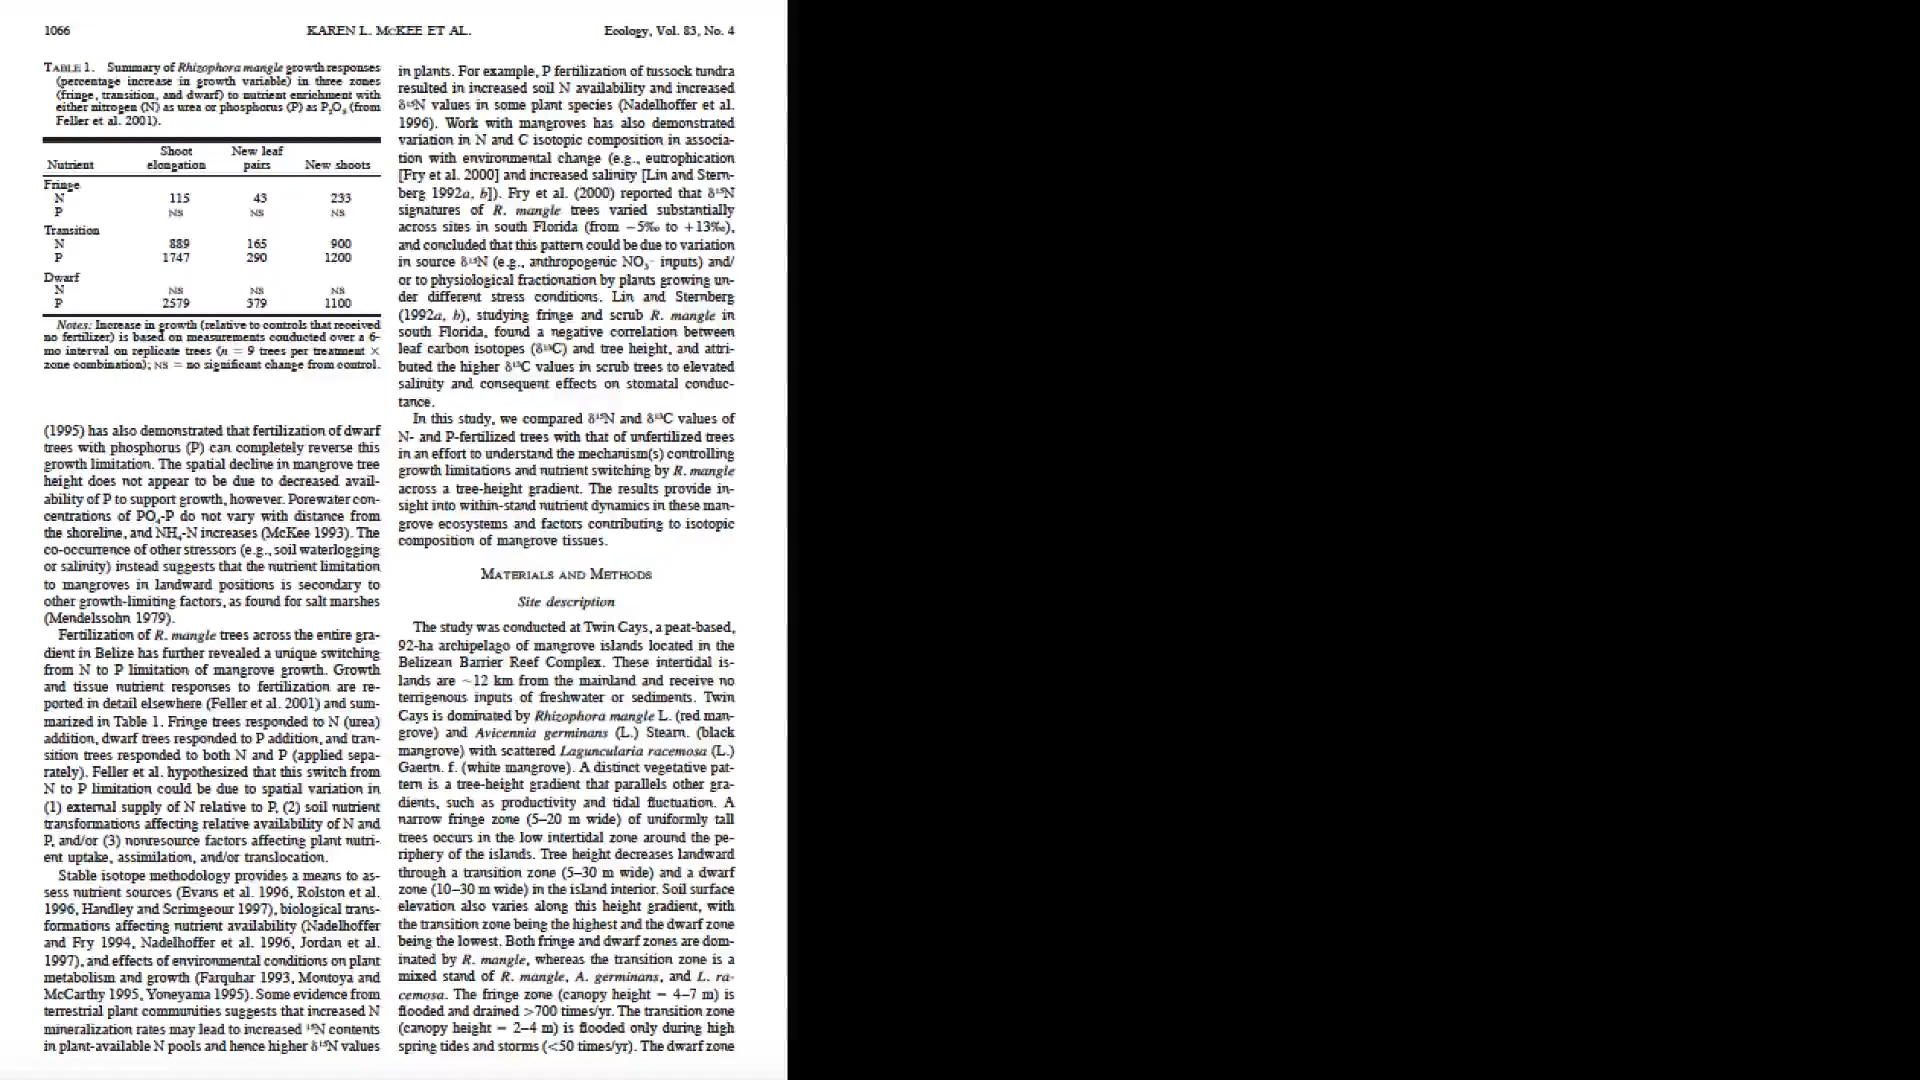 1066 KAREN L. McKEE ET AL. Ecology, Vol. 83, No. 4
TABLE 1. Summary of Rhizophora mangle growth responses
(percentage increase in growth variable) in three zones
(fringe, transition, and dwarf) to nutrient enrichment with
either nitrogen (N) as urea or phosphorus (P) as P₂O₅ (from
Feller et al. 2001).
Shoot New leaf
Nutrient elongation pairs New shoots
Fringe
N 115 43 233
P NS NS NS
Transition
N 889 165 900
P 1747 290 1200
Dwarf
N NS NS NS
P 2579 379 1100
Notes: Increase in growth (relative to controls that received
no fertilizer) is based on measurements conducted over a 6-
mo interval on replicate trees (n = 9 trees per treatment ×
zone combination); NS = no significant change from control.
(1995) has also demonstrated that fertilization of dwarf
trees with phosphorus (P) can completely reverse this
growth limitation. The spatial decline in mangrove tree
height does not appear to be due to decreased avail-
ability of P to support growth, however. Porewater con-
centrations of PO₄-P do not vary with distance from
the shoreline, and NH₄-N increases (McKee 1993). The
co-occurrence of other stressors (e.g., soil waterlogging
or salinity) instead suggests that the nutrient limitation
to mangroves in landward positions is secondary to
other growth-limiting factors, as found for salt marshes
(Mendelssohn 1979).
Fertilization of R. mangle trees across the entire gra-
dient in Belize has further revealed a unique switching
from N to P limitation of mangrove growth. Growth
and tissue nutrient responses to fertilization are re-
ported in detail elsewhere (Feller et al. 2001) and sum-
marized in Table 1. Fringe trees responded to N (urea)
addition, dwarf trees responded to P addition, and tran-
sition trees responded to both N and P (applied sepa-
rately). Feller et al. hypothesized that this switch from
N to P limitation could be due to spatial variation in
(1) external supply of N relative to P, (2) soil nutrient
transformations affecting relative availability of N and
P, and/or (3) nonresource factors affecting plant nutri-
ent uptake, assimilation, and/or translocation.
Stable isotope methodology provides a means to as-
sess nutrient sources (Evans et al. 1996, Rolston et al.
1996, Handley and Scrimgeour 1997), biological trans-
formations affecting nutrient availability (Nadelhoffer
and Fry 1994, Nadelhoffer et al. 1996, Jordan et al.
1997), and effects of environmental conditions on plant
metabolism and growth (Farquhar 1993, Montoya and
McCarthy 1995, Yoneyama 1995). Some evidence from
terrestrial plant communities suggests that increased N
mineralization rates may lead to increased ¹⁵N contents
in plant-available N pools and hence higher δ¹⁵N values
in plants. For example, P fertilization of tussock tundra
resulted in increased soil N availability and increased
δ¹⁵N values in some plant species (Nadelhoffer et al.
1996). Work with mangroves has also demonstrated
variation in N and C isotopic composition in associa-
tion with environmental change (e.g., eutrophication
[Fry et al. 2000] and increased salinity [Lin and Stern-
berg 1992a, b]). Fry et al. (2000) reported that δ¹⁵N
signatures of R. mangle trees varied substantially
across sites in south Florida (from −5‰ to +13‰),
and concluded that this pattern could be due to variation
in source δ¹⁵N (e.g., anthropogenic NO₃⁻ inputs) and/
or to physiological fractionation by plants growing un-
der different stress conditions. Lin and Sternberg
(1992a, b), studying fringe and scrub R. mangle in
south Florida, found a negative correlation between
leaf carbon isotopes (δ¹³C) and tree height, and attri-
buted the higher δ¹³C values in scrub trees to elevated
salinity and consequent effects on stomatal conduc-
tance.
In this study, we compared δ¹⁵N and δ¹³C values of
N- and P-fertilized trees with that of unfertilized trees
in an effort to understand the mechanism(s) controlling
growth limitations and nutrient switching by R. mangle
across a tree-height gradient. The results provide in-
sight into within-stand nutrient dynamics in these man-
grove ecosystems and factors contributing to isotopic
composition of mangrove tissues.
MATERIALS AND METHODS
Site description
The study was conducted at Twin Cays, a peat-based,
92-ha archipelago of mangrove islands located in the
Belizean Barrier Reef Complex. These intertidal is-
lands are ~12 km from the mainland and receive no
terrigenous inputs of freshwater or sediments. Twin
Cays is dominated by Rhizophora mangle L. (red man-
grove) and Avicennia germinans (L.) Stearn. (black
mangrove) with scattered Laguncularia racemosa (L.)
Gaertn. f. (white mangrove). A distinct vegetative pat-
tern is a tree-height gradient that parallels other gra-
dients, such as productivity and tidal fluctuation. A
narrow fringe zone (5–20 m wide) of uniformly tall
trees occurs in the low intertidal zone around the pe-
riphery of the islands. Tree height decreases landward
through a transition zone (5–30 m wide) and a dwarf
zone (10–30 m wide) in the island interior. Soil surface
elevation also varies along this height gradient, with
the transition zone being the highest and the dwarf zone
being the lowest. Both fringe and dwarf zones are dom-
inated by R. mangle, whereas the transition zone is a
mixed stand of R. mangle, A. germinans, and L. ra-
cemosa. The fringe zone (canopy height = 4–7 m) is
flooded and drained >700 times/yr. The transition zone
(canopy height = 2–4 m) is flooded only during high
spring tides and storms (<50 times/yr). The dwarf zone